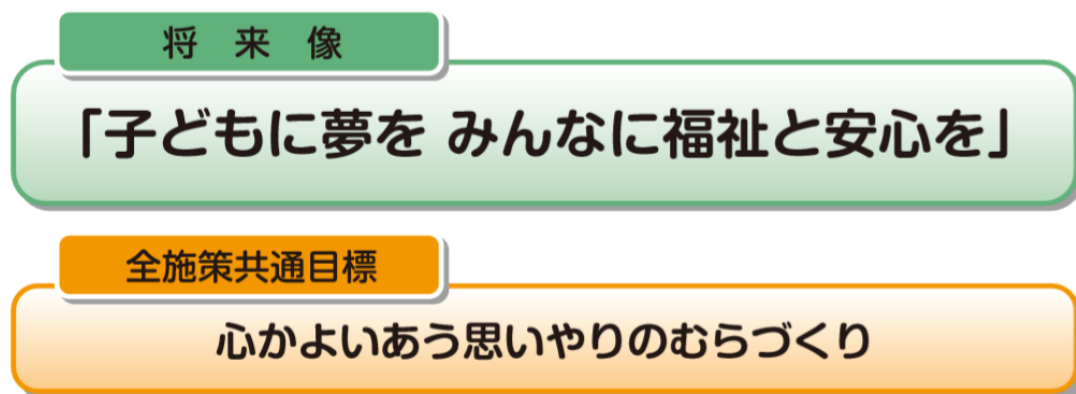 将 来 像
「子どもに夢を みんなに福祉と安心を」
全施策共通目標
心かよいあう思いやりのむらづくり